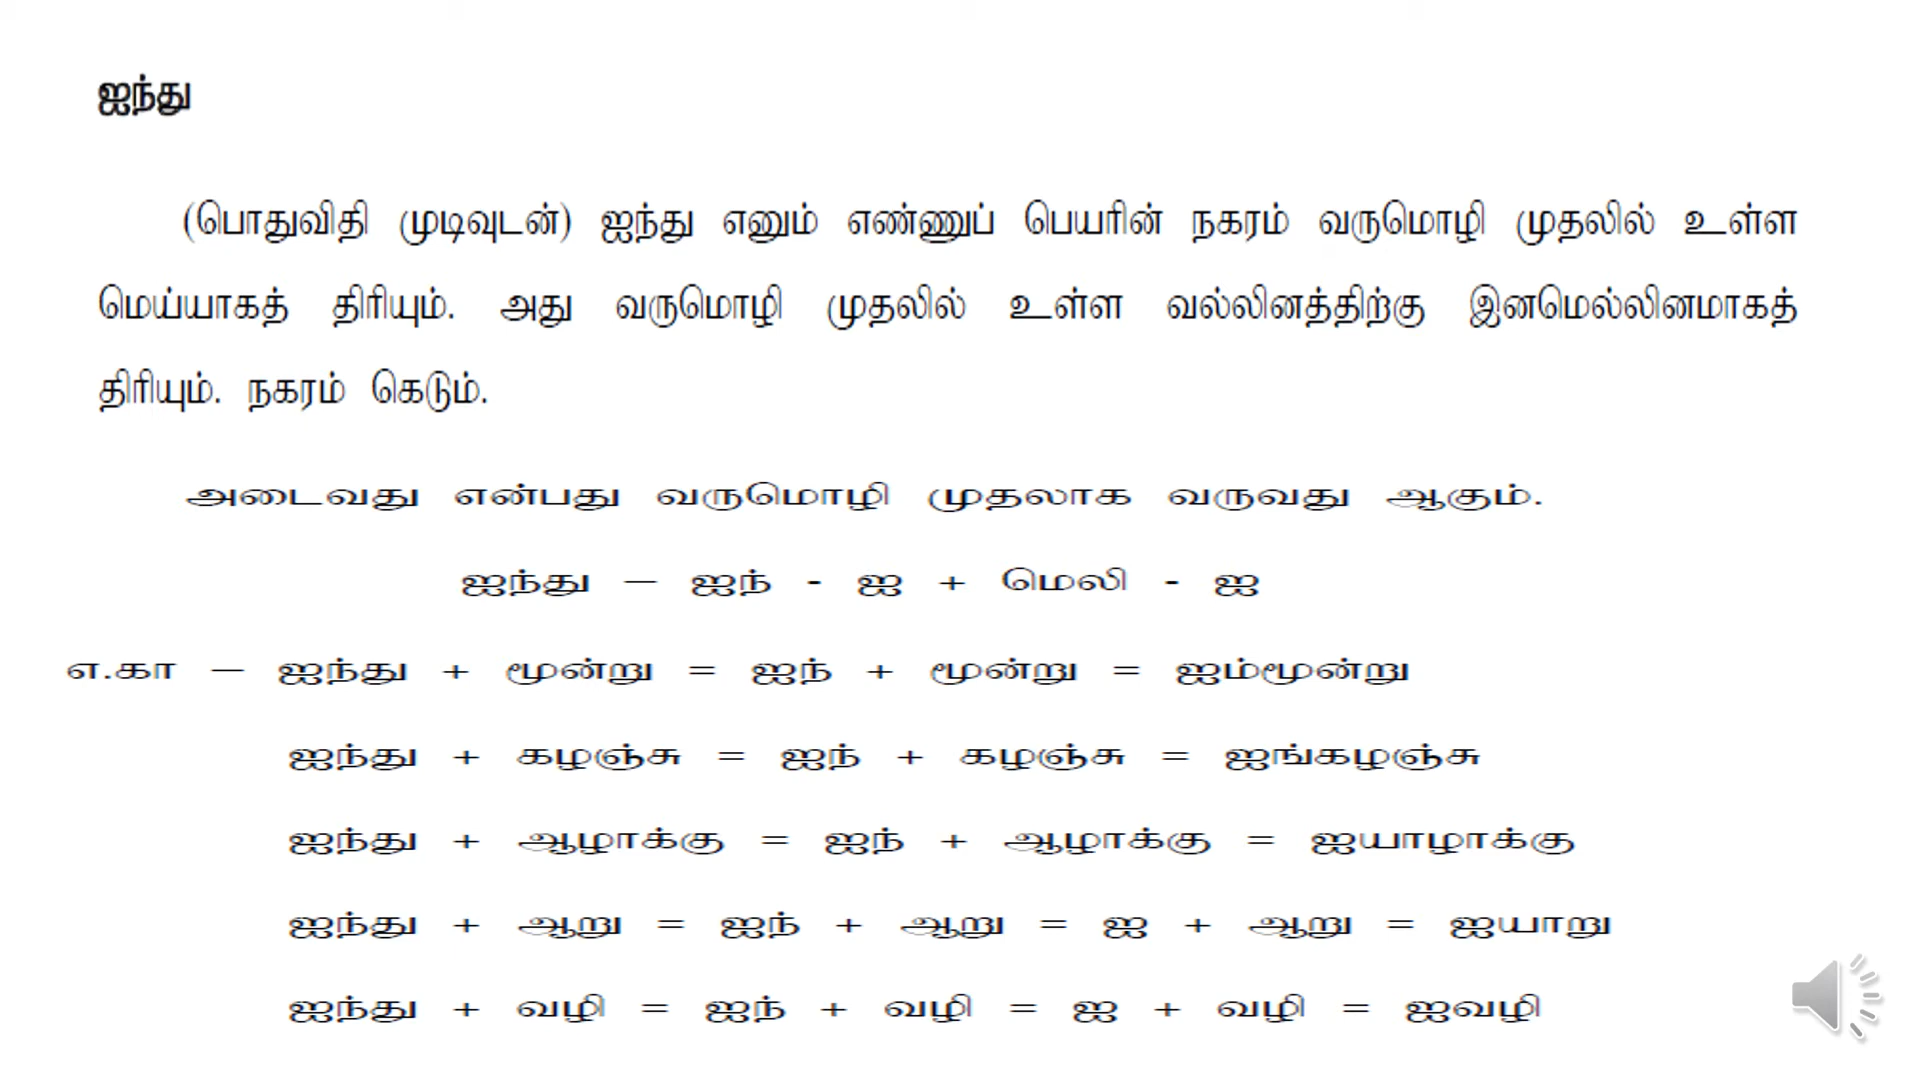 ஐந்து
(பொதுவிதி முடிவுடன்) ஐந்து எனும் எண்ணுப் பெயரின் நகரம் வருமொழி முதலில் உள்ள
மெய்யாகத் திரியும். அது வருமொழி முதலில் உள்ள வல்லினத்திற்கு இனமெல்லினமாகத்
திரியும். நகரம் கெடும்.
அடைவது என்பது வருமொழி முதலாக வருவது ஆகும்.
ஐந்து – ஐந் - ஐ + மெலி - ஐ
எ.கா – ஐந்து + மூன்று = ஐந் + மூன்று = ஐம்மூன்று
ஐந்து + கழஞ்சு = ஐந் + கழஞ்சு = ஐங்கழஞ்சு
ஐந்து + ஆழாக்கு = ஐந் + ஆழாக்கு = ஐயாழாக்கு
ஐந்து + ஆறு = ஐந் + ஆறு = ஐ + ஆறு = ஐயாறு
ஐந்து + வழி = ஐந் + வழி = ஐ + வழி = ஐவழி